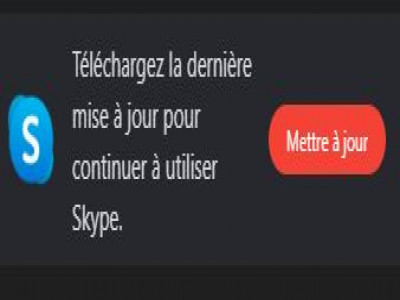 Téléchargez la dernière
mise à jour pour
continuer à utiliser
Skype.
Mettre à jour